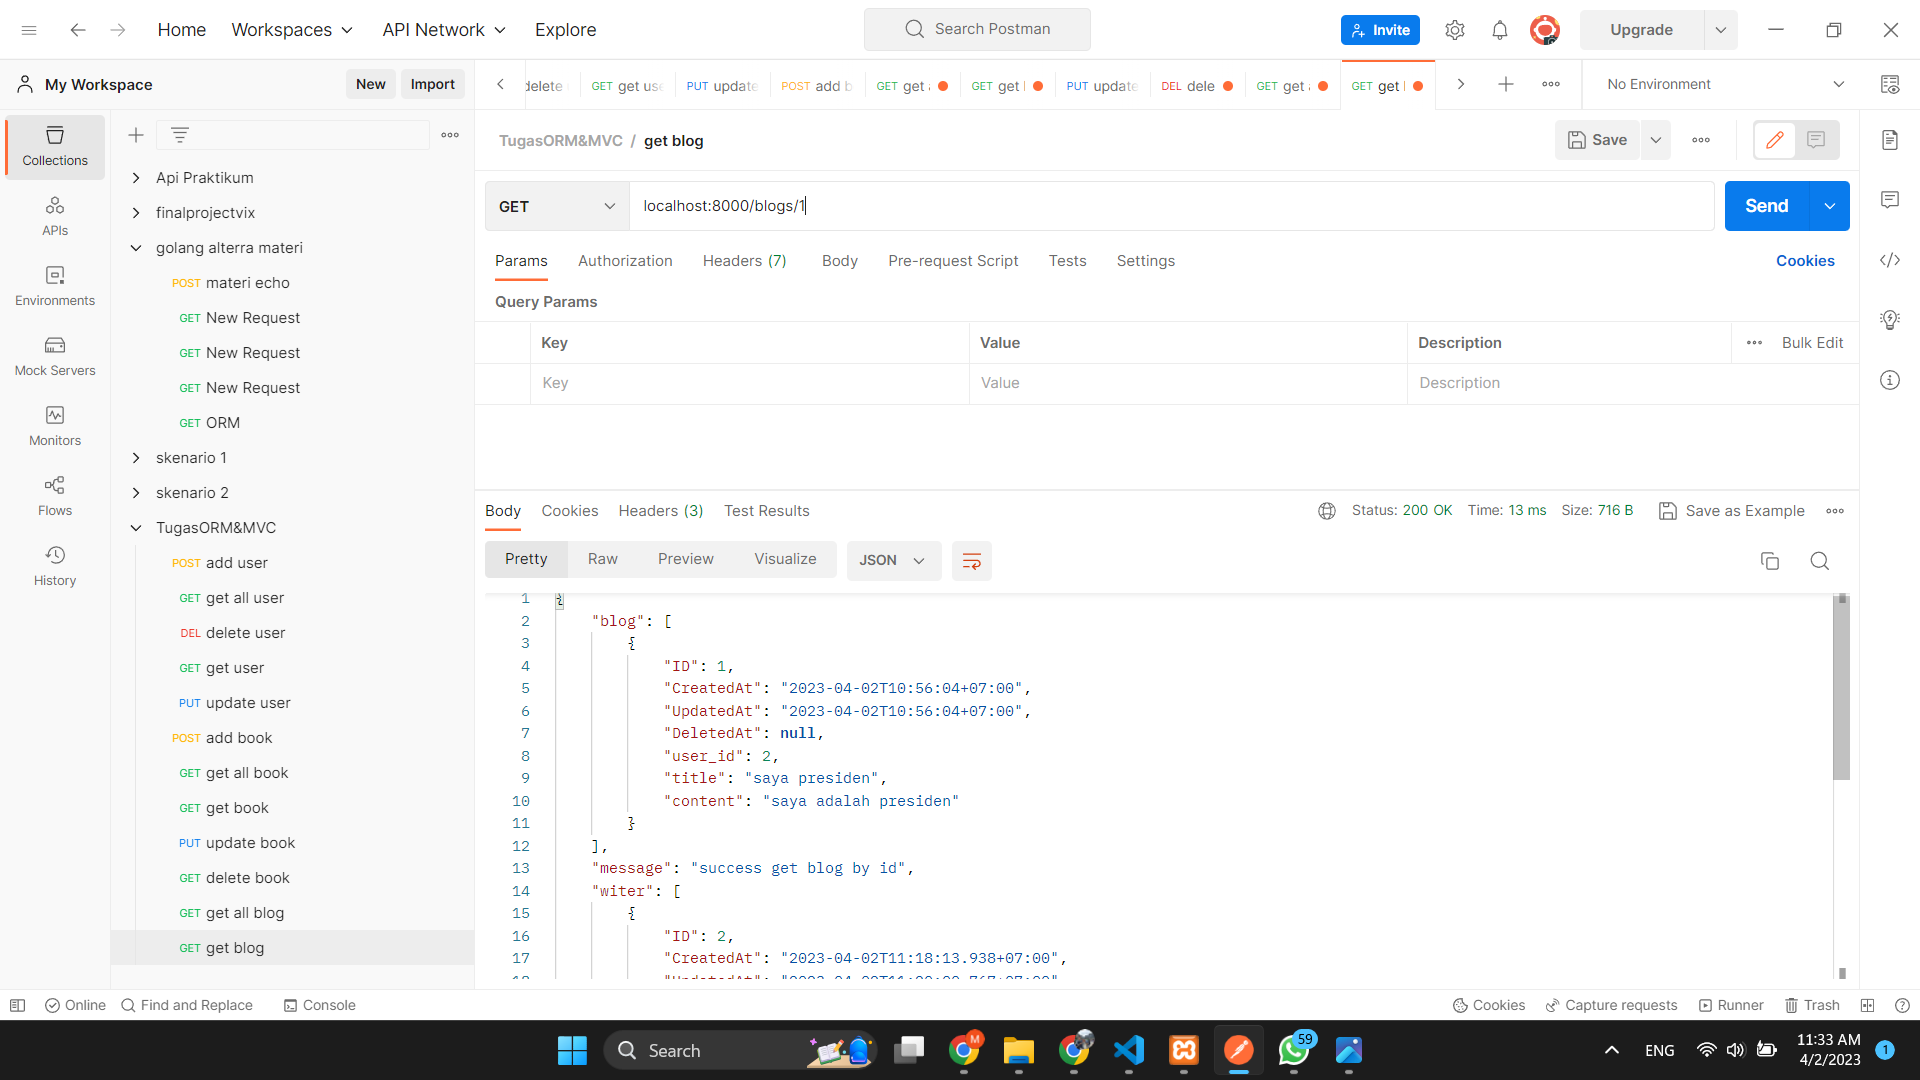 Home
Workspaces
API Network
Explore
Search Postman
Invite
Upgrade
My Workspace
New
Import
delete
GET get use
PUT update
POST add b
GET get
GET get
PUT update
DEL dele
GET get
GET get
No Environment
Collections
APIs
Environments
Mock Servers
Monitors
Flows
History
Api Praktikum
finalprojectvix
golang alterra materi
POST materi echo
GET New Request
GET New Request
GET New Request
GET ORM
skenario 1
skenario 2
TugasORM&MVC
POST add user
GET get all user
DEL delete user
GET get user
PUT update user
POST add book
GET get all book
GET get book
PUT update book
GET delete book
GET get all blog
GET get blog
TugasORM&MVC / get blog
Save
GET
localhost:8000/blogs/1
Send
Params
Authorization
Headers (7)
Body
Pre-request Script
Tests
Settings
Cookies
Query Params
Key Value Description
Bulk Edit
Key Value Description
Body Cookies Headers (3) Test Results
Status: 200 OK Time: 13 ms Size: 716 B
Save as Example
Pretty Raw Preview Visualize
JSON
1 {
2 "blog": [
3 {
4 "ID": 1,
5 "CreatedAt": "2023-04-02T10:56:04+07:00",
6 "UpdatedAt": "2023-04-02T10:56:04+07:00",
7 "DeletedAt": null,
8 "user_id": 2,
9 "title": "saya presiden",
10 "content": "saya adalah presiden"
11 }
12 ],
13 "message": "success get blog by id",
14 "witer": [
15 {
16 "ID": 2,
17 "CreatedAt": "2023-04-02T11:18:13.938+07:00",
Online
Find and Replace
Console
Cookies
Capture requests
Runner
Trash
Search
M
59
ENG
11:33 AM
4/2/2023
1